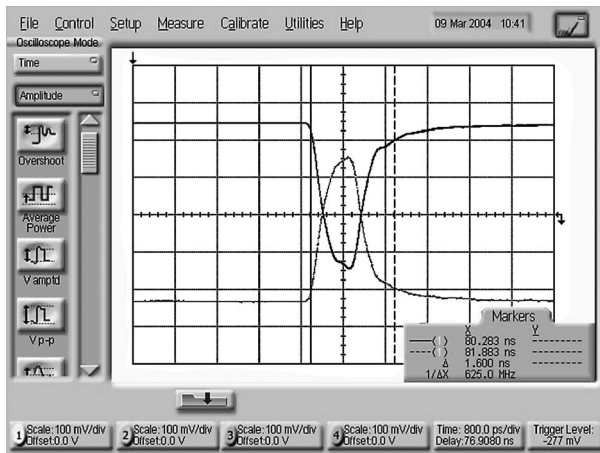 File Control Setup Measure Calibrate Utilities Help 09 Mar 2004 10:41
Oscilloscope Mode
Time
Amplitude
Overshoot
Average
Power
V amptd
V p-p
Markers
X Y
——( ) 80.283 ns ----------
----( ) 81.883 ns ----------
Δ 1.600 ns ----------
1/ΔX 625.0 MHz
1 Scale: 100 mV/div
Offset: 0.0 V
2 Scale: 100 mV/div
Offset: 0.0 V
3 Scale: 100 mV/div
Offset: 0.0 V
4 Scale: 100 mV/div
Offset: 0.0 V
Time: 800.0 ps/div
Delay: 76.9080 ns
Trigger Level:
-277 mV